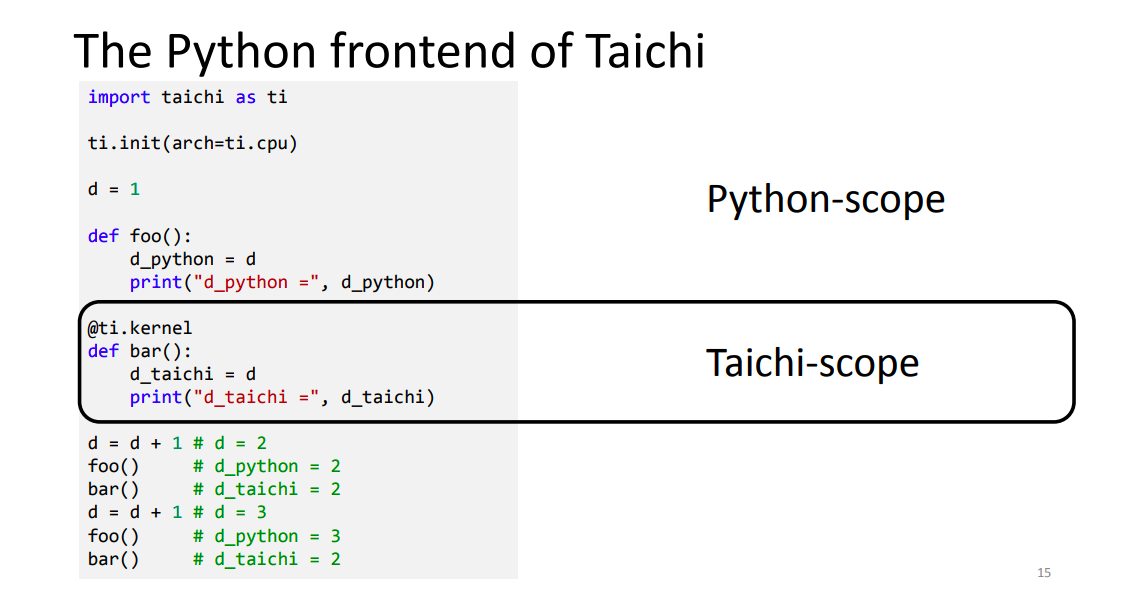 The Python frontend of Taichi
import taichi as ti
ti.init(arch=ti.cpu)
d = 1
def foo():
    d_python = d
    print("d_python =", d_python)
Python-scope
@ti.kernel
def bar():
    d_taichi = d
    print("d_taichi =", d_taichi)
Taichi-scope
d = d + 1 # d = 2
foo()     # d_python = 2
bar()     # d_taichi = 2
d = d + 1 # d = 3
foo()     # d_python = 3
bar()     # d_taichi = 2
15